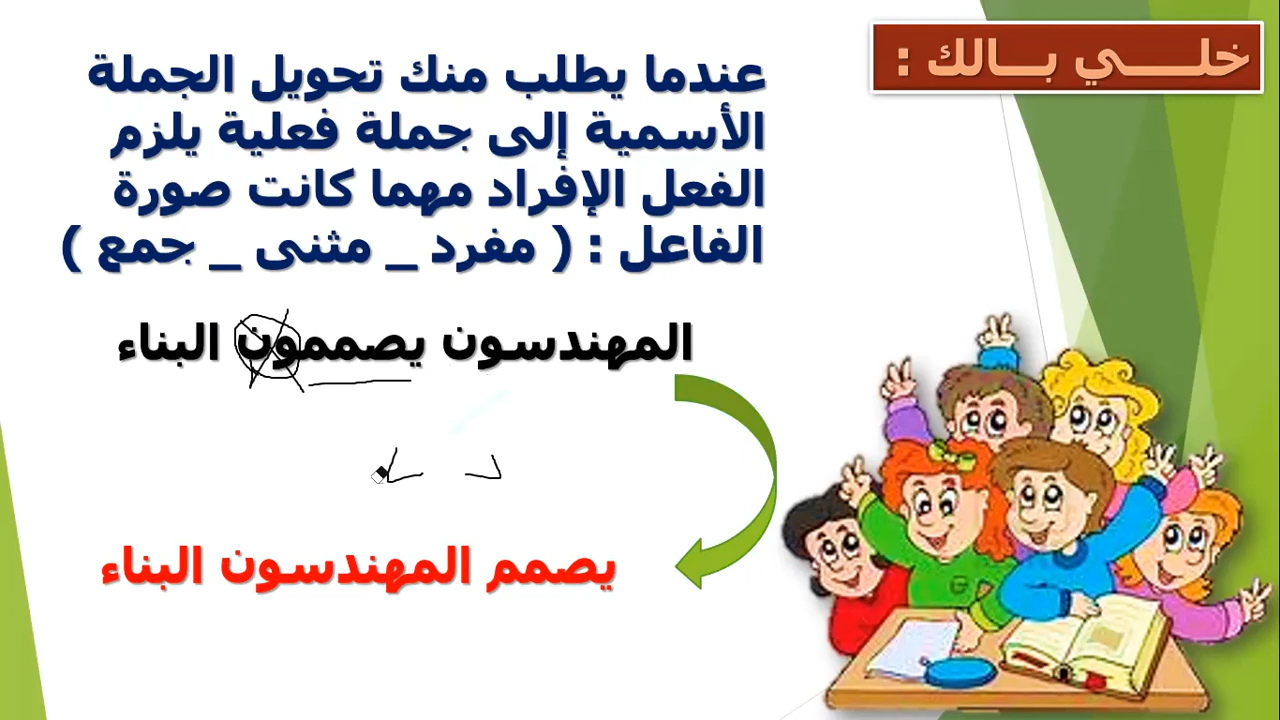 خلـــــي بـــالك :
عندما يطلب منك تحويل الجملة
الأسمية إلى جملة فعلية يلزم
الفعل الإفراد مهما كانت صورة
الفاعل : ( مفرد _ مثنى _ جمع )
المهندسون يصممون البناء
يصمم المهندسون البناء